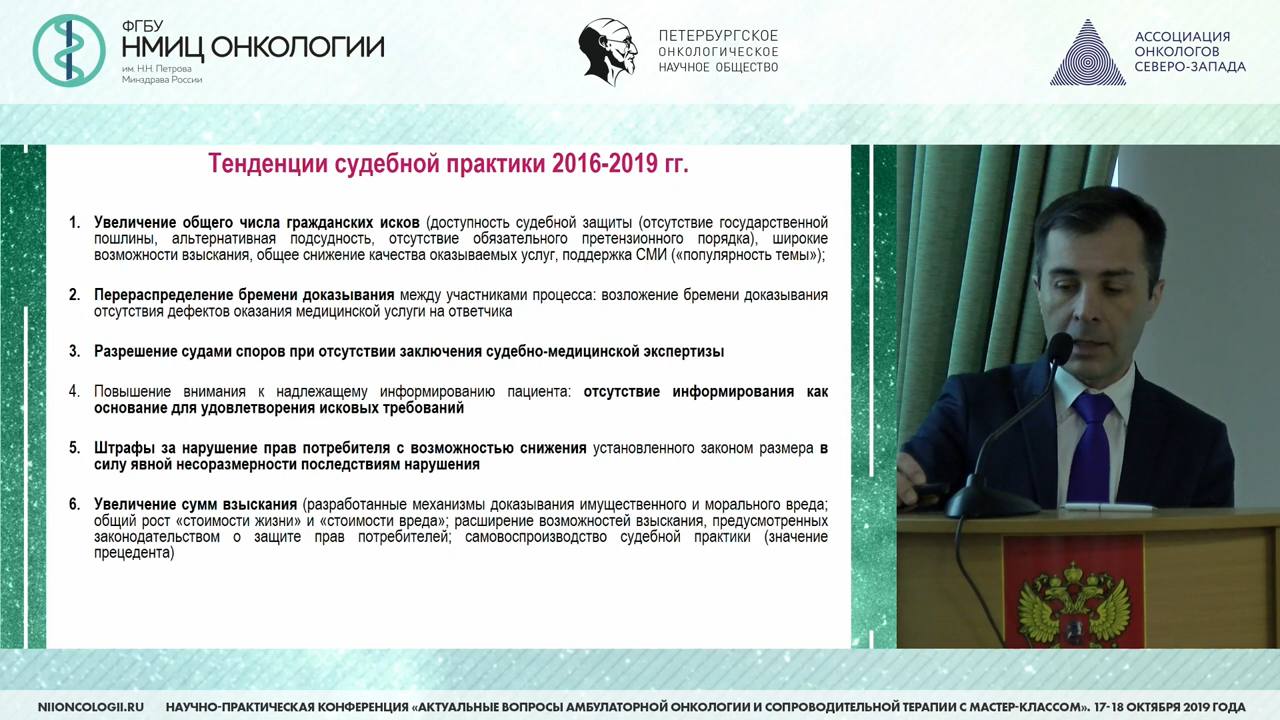 ФГБУ
НМИЦ ОНКОЛОГИИ
им. Н.Н. Петрова
Минздрава России
ПЕТЕРБУРГСКОЕ
ОНКОЛОГИЧЕСКОЕ
НАУЧНОЕ ОБЩЕСТВО
АССОЦИАЦИЯ
ОНКОЛОГОВ
СЕВЕРО-ЗАПАДА
Тенденции судебной практики 2016-2019 гг.
1. Увеличение общего числа гражданских исков (доступность судебной защиты (отсутствие государственной
пошлины, альтернативная подсудность, отсутствие обязательного претензионного порядка), широкие
возможности взыскания, общее снижение качества оказываемых услуг, поддержка СМИ («популярность темы»);
2. Перераспределение бремени доказывания между участниками процесса: возложение бремени доказывания
отсутствия дефектов оказания медицинской услуги на ответчика
3. Разрешение судами споров при отсутствии заключения судебно-медицинской экспертизы
4. Повышение внимания к надлежащему информированию пациента: отсутствие информирования как
основание для удовлетворения исковых требований
5. Штрафы за нарушение прав потребителя с возможностью снижения установленного законом размера в
силу явной несоразмерности последствиям нарушения
6. Увеличение сумм взыскания (разработанные механизмы доказывания имущественного и морального вреда;
общий рост «стоимости жизни» и «стоимости вреда»; расширение возможностей взыскания, предусмотренных
законодательством о защите прав потребителей; самовоспроизводство судебной практики (значение
прецедента)
NIIONCOLOGII.RU НАУЧНО-ПРАКТИЧЕСКАЯ КОНФЕРЕНЦИЯ «АКТУАЛЬНЫЕ ВОПРОСЫ АМБУЛАТОРНОЙ ОНКОЛОГИИ И СОПРОВОДИТЕЛЬНОЙ ТЕРАПИИ С МАСТЕР-КЛАССОМ». 17-18 ОКТЯБРЯ 2019 ГОДА